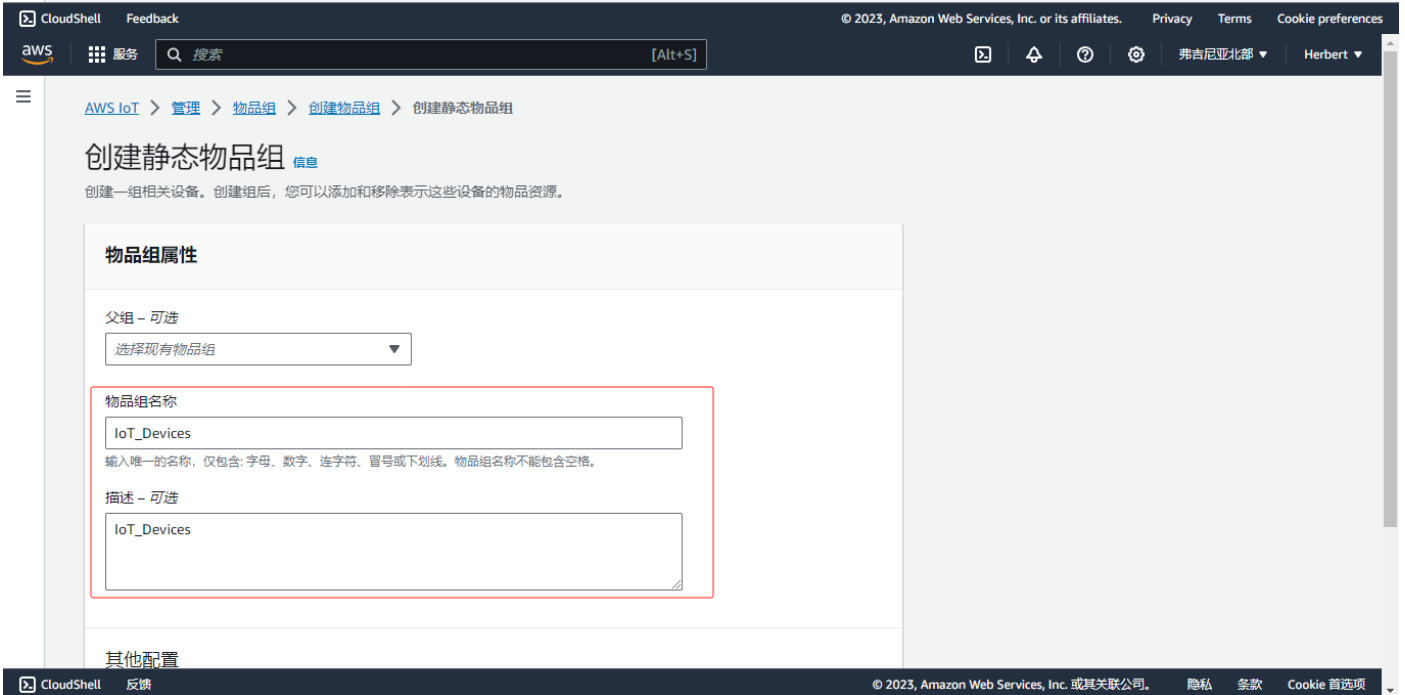 CloudShell Feedback © 2023, Amazon Web Services, Inc. or its affiliates. Privacy Terms Cookie preferences
aws 服务 搜索 [Alt+S] 弗吉尼亚北部 Herbert
AWS IoT 管理 物品组 创建物品组 创建静态物品组
创建静态物品组 信息
创建一组相关设备。创建组后，您可以添加和移除表示这些设备的物品资源。
物品组属性
父组 – 可选
选择现有物品组
物品组名称
IoT_Devices
输入唯一的名称，仅包含: 字母、数字、连字符、冒号或下划线。物品组名称不能包含空格。
描述 – 可选
IoT_Devices
其他配置
CloudShell 反馈 © 2023, Amazon Web Services, Inc. 或其关联公司。 隐私 条款 Cookie 首选项